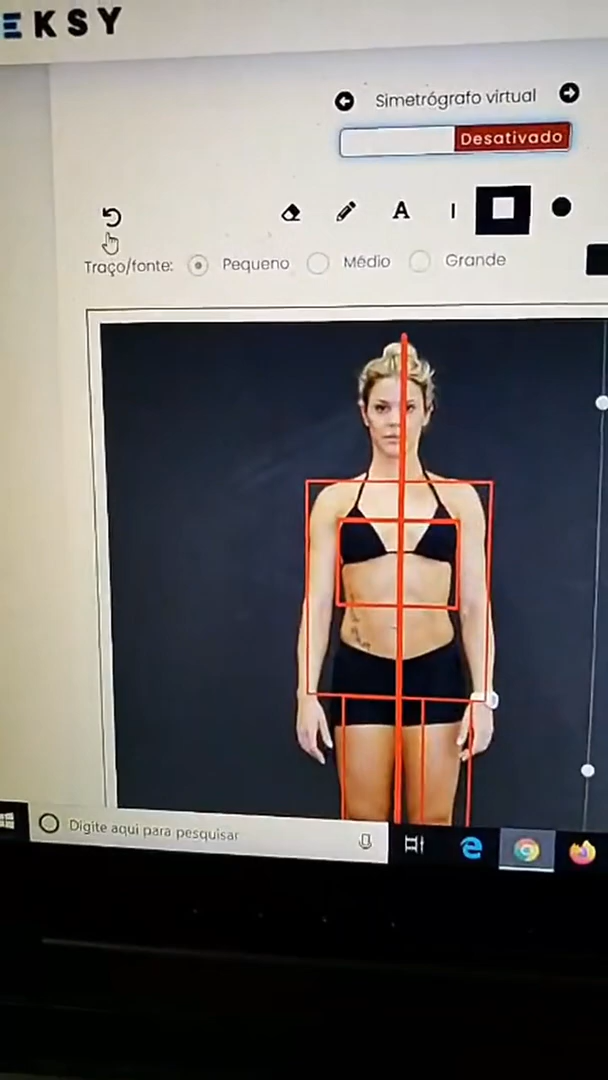 EKSY
Simetrógrafo virtual
Desativado
A
Traço/fonte: Pequeno Médio Grande
Digite aqui para pesquisar